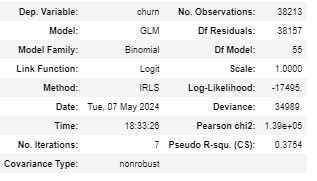 Dep. Variable: churn No. Observations: 38213
Model: GLM Df Residuals: 38157
Model Family: Binomial Df Model: 55
Link Function: Logit Scale: 1.0000
Method: IRLS Log-Likelihood: -17495.
Date: Tue, 07 May 2024 Deviance: 34989.
Time: 18:33:26 Pearson chi2: 1.39e+05
No. Iterations: 7 Pseudo R-squ. (CS): 0.3754
Covariance Type: nonrobust